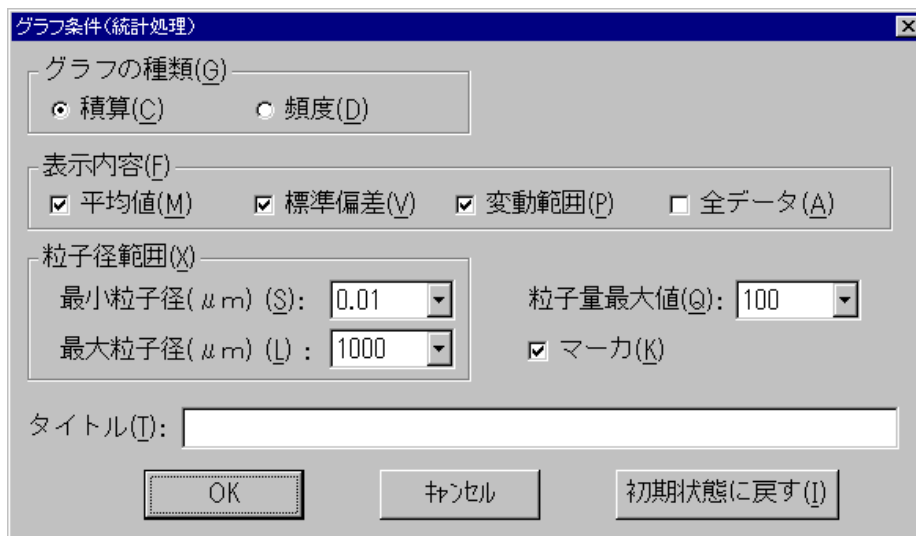 グラフ条件(統計処理)
グラフの種類(G)
積算(C) 頻度(D)
表示内容(F)
平均値(M) 標準偏差(V) 変動範囲(P) 全データ(A)
粒子径範囲(X)
最小粒子径(μm) (S): 0.01 粒子量最大値(Q): 100
最大粒子径(μm) (L) : 1000 マーカ(K)
タイトル(T):
OK ｷｬﾝｾﾙ 初期状態に戻す(I)